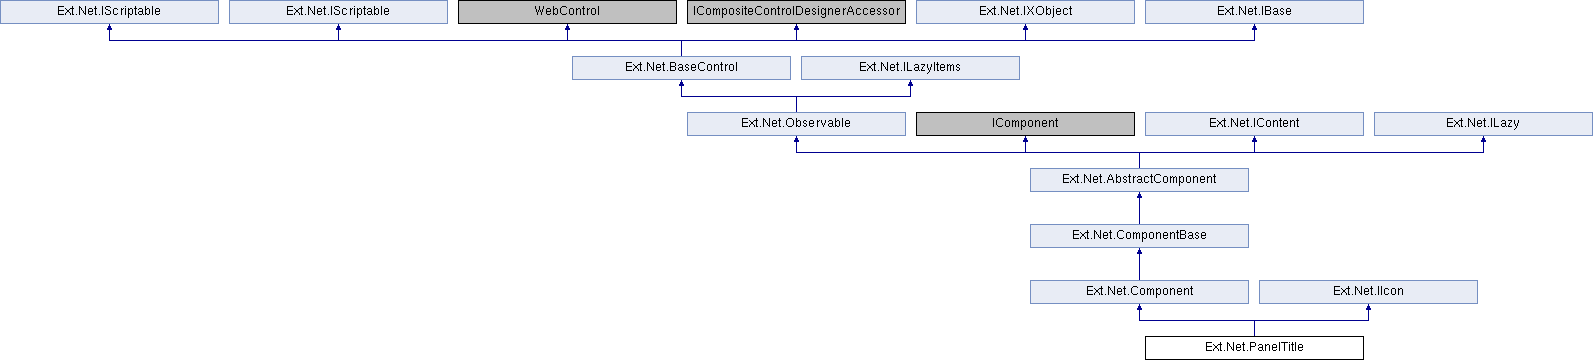 Ext.Net.IScriptable
Ext.Net.IScriptable
WebControl
ICompositeControlDesignerAccessor
Ext.Net.IXObject
Ext.Net.IBase
Ext.Net.BaseControl
Ext.Net.ILazyItems
Ext.Net.Observable
IComponent
Ext.Net.IContent
Ext.Net.ILazy
Ext.Net.AbstractComponent
Ext.Net.ComponentBase
Ext.Net.Component
Ext.Net.IIcon
Ext.Net.PanelTitle